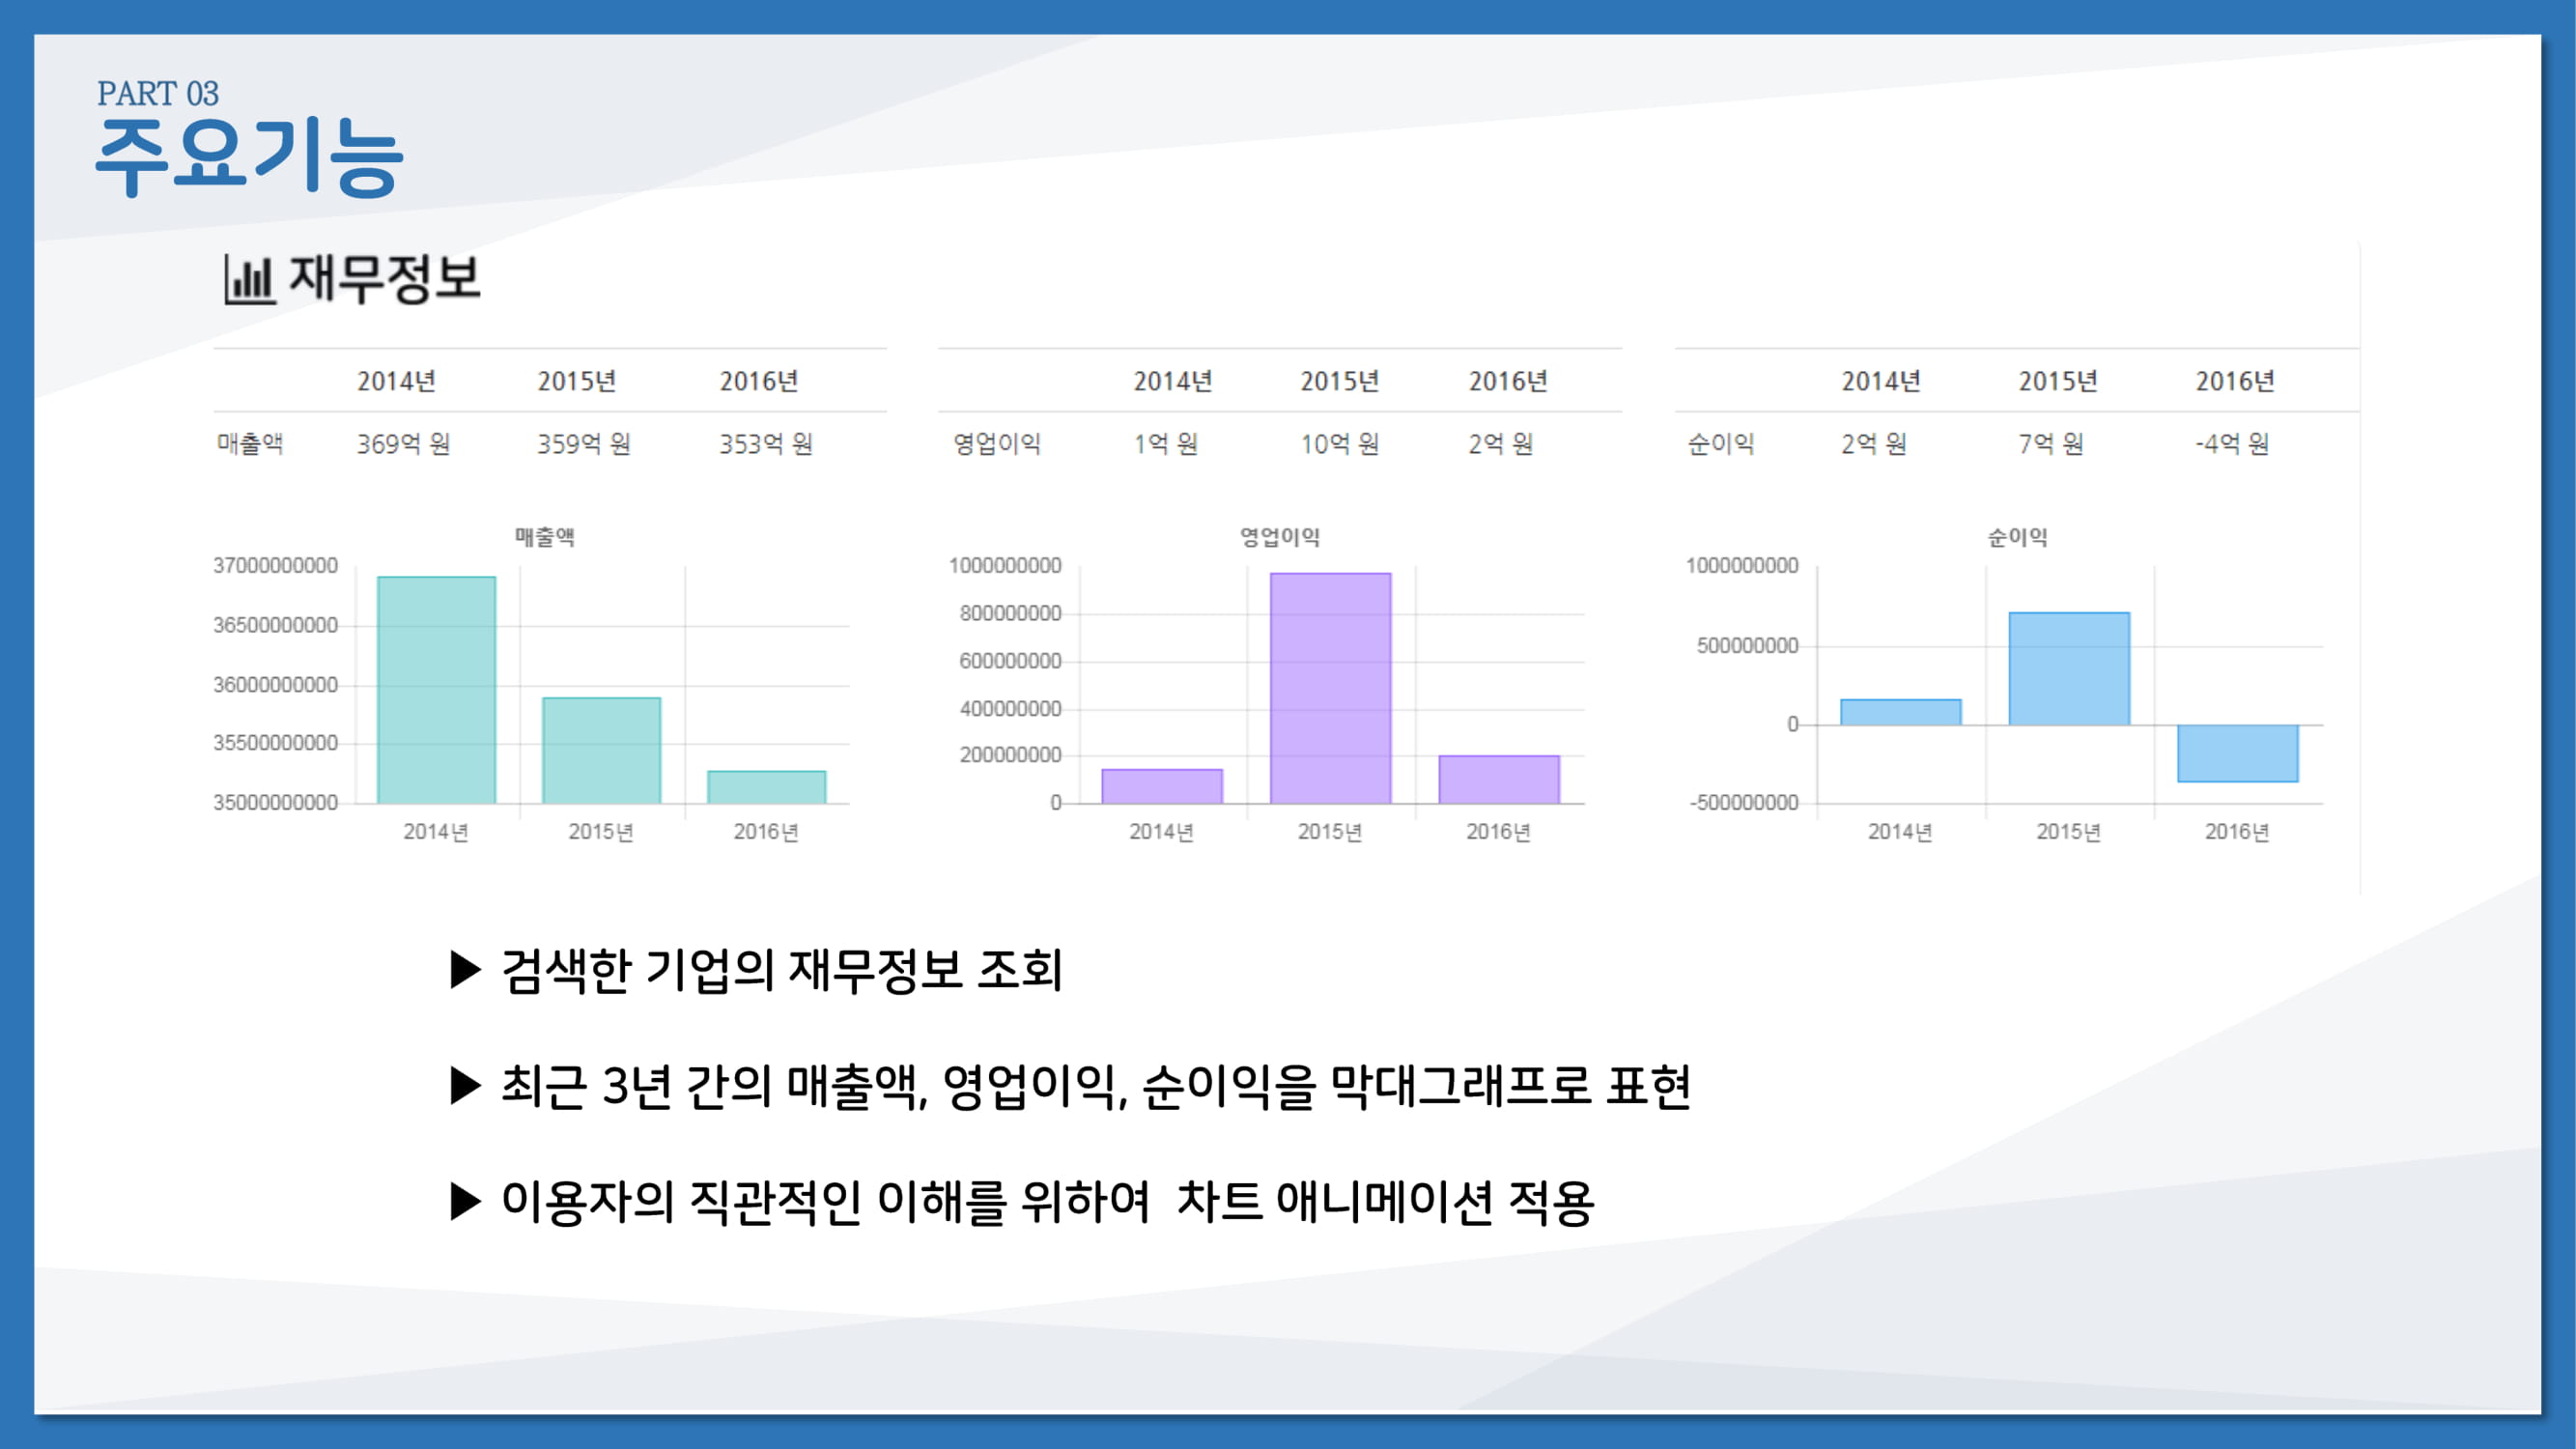 PART 03
주요기능
재무정보
2014년 2015년 2016년
매출액 369억 원 359억 원 353억 원
2014년 2015년 2016년
영업이익 1억 원 10억 원 2억 원
2014년 2015년 2016년
순이익 2억 원 7억 원 -4억 원
매출액
37000000000
36500000000
36000000000
35500000000
35000000000
2014년 2015년 2016년
영업이익
1000000000
800000000
600000000
400000000
200000000
0
2014년 2015년 2016년
순이익
1000000000
500000000
0
-500000000
2014년 2015년 2016년
▶ 검색한 기업의 재무정보 조회
▶ 최근 3년 간의 매출액, 영업이익, 순이익을 막대그래프로 표현
▶ 이용자의 직관적인 이해를 위하여 차트 애니메이션 적용